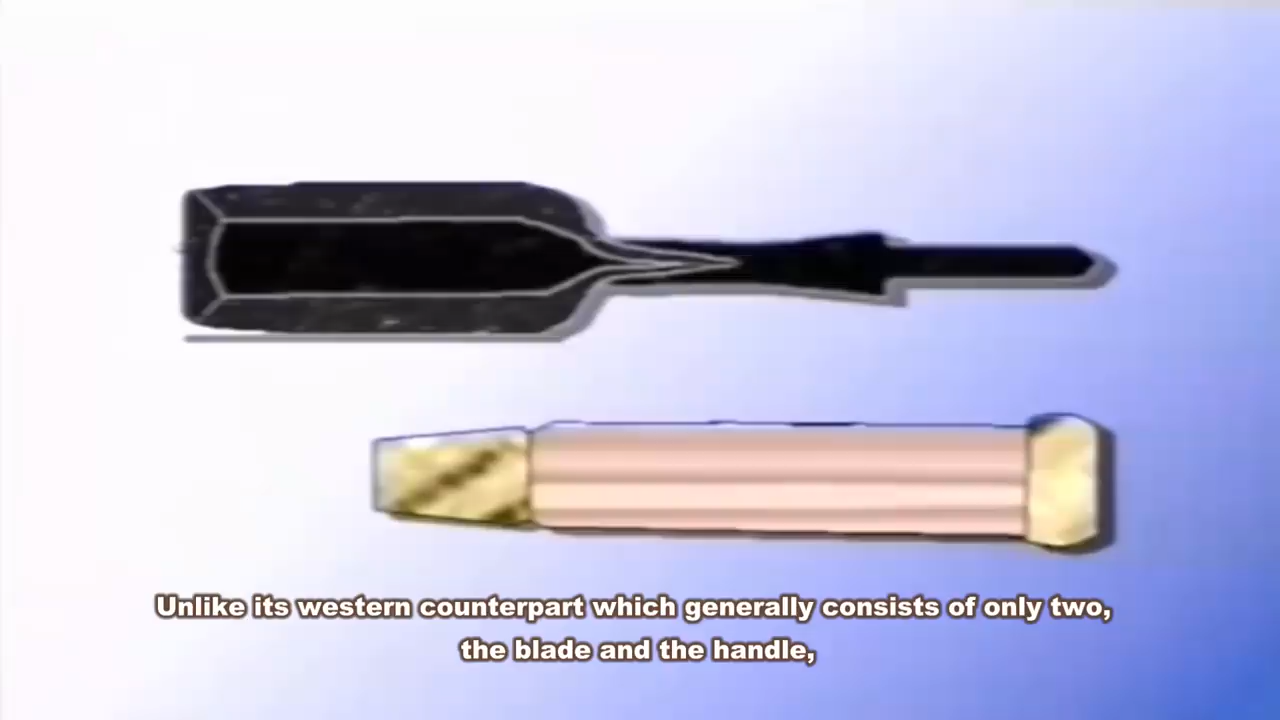 Unlike its western counterpart which generally consists of only two,
the blade and the handle,